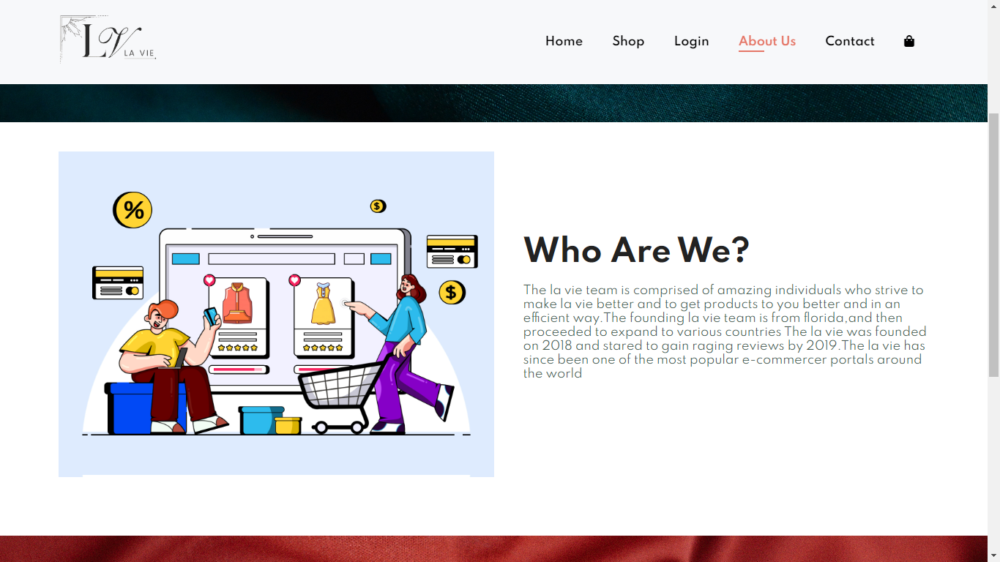 LV LA VIE
Home Shop Login About Us Contact
%
$
$
Who Are We?
The la vie team is comprised of amazing individuals who strive to
make la vie better and to get products to you better and in an
efficient way.The founding la vie team is from florida,and then
proceeded to expand to various countries The la vie was founded
on 2018 and stared to gain raging reviews by 2019.The la vie has
since been one of the most popular e-commercer portals around
the world